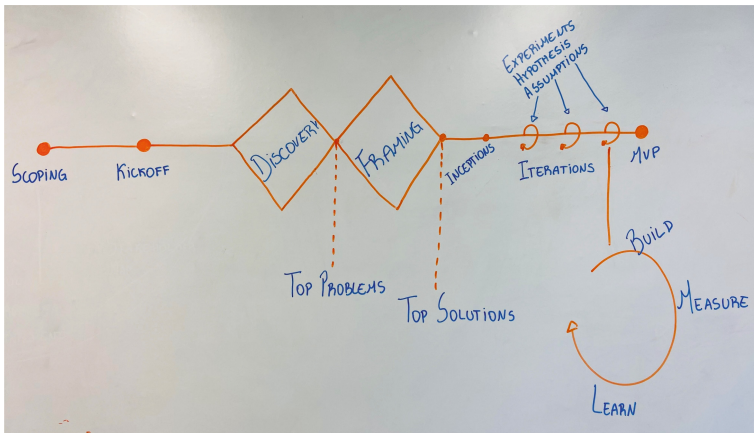 EXPERIMENTS
HYPOTHESIS
ASSUMPTIONS
SCOPING
KICKOFF
DISCOVERY
FRAMING
INCEPTIONS
ITERATIONS
MVP
TOP PROBLEMS
TOP SOLUTIONS
BUILD
MEASURE
LEARN